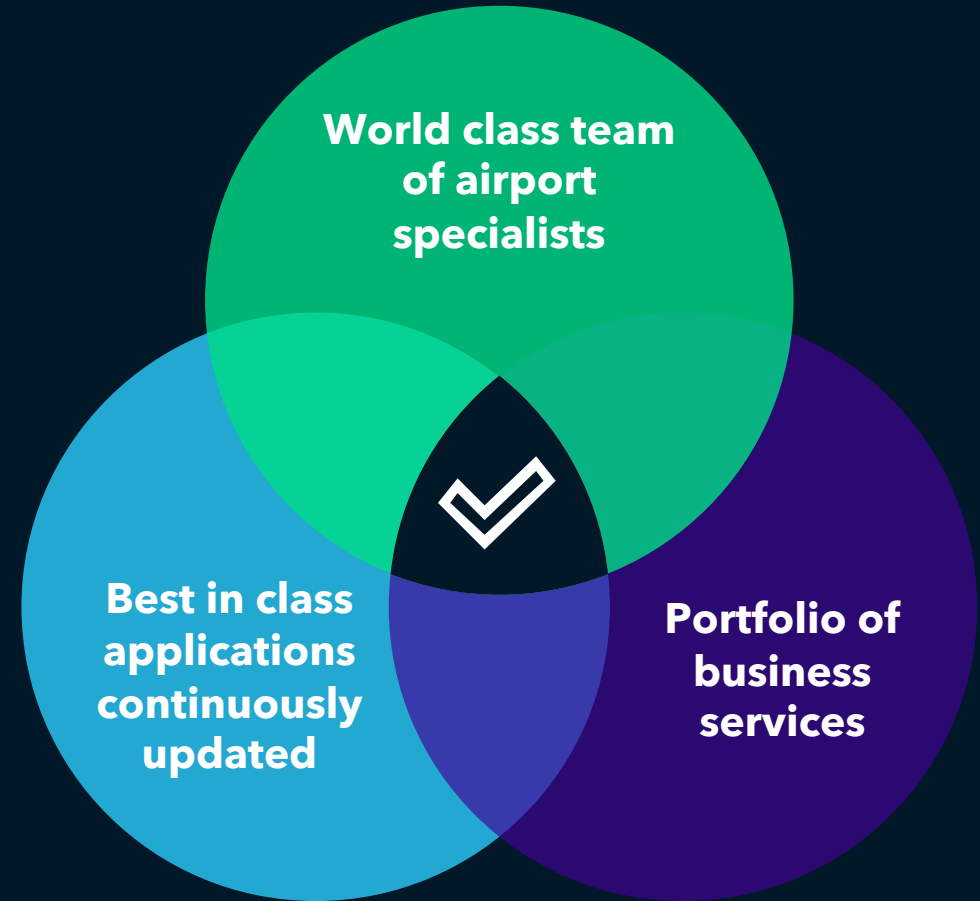 World class team
of airport
specialists
Best in class
applications
continuously
updated
Portfolio of
business
services